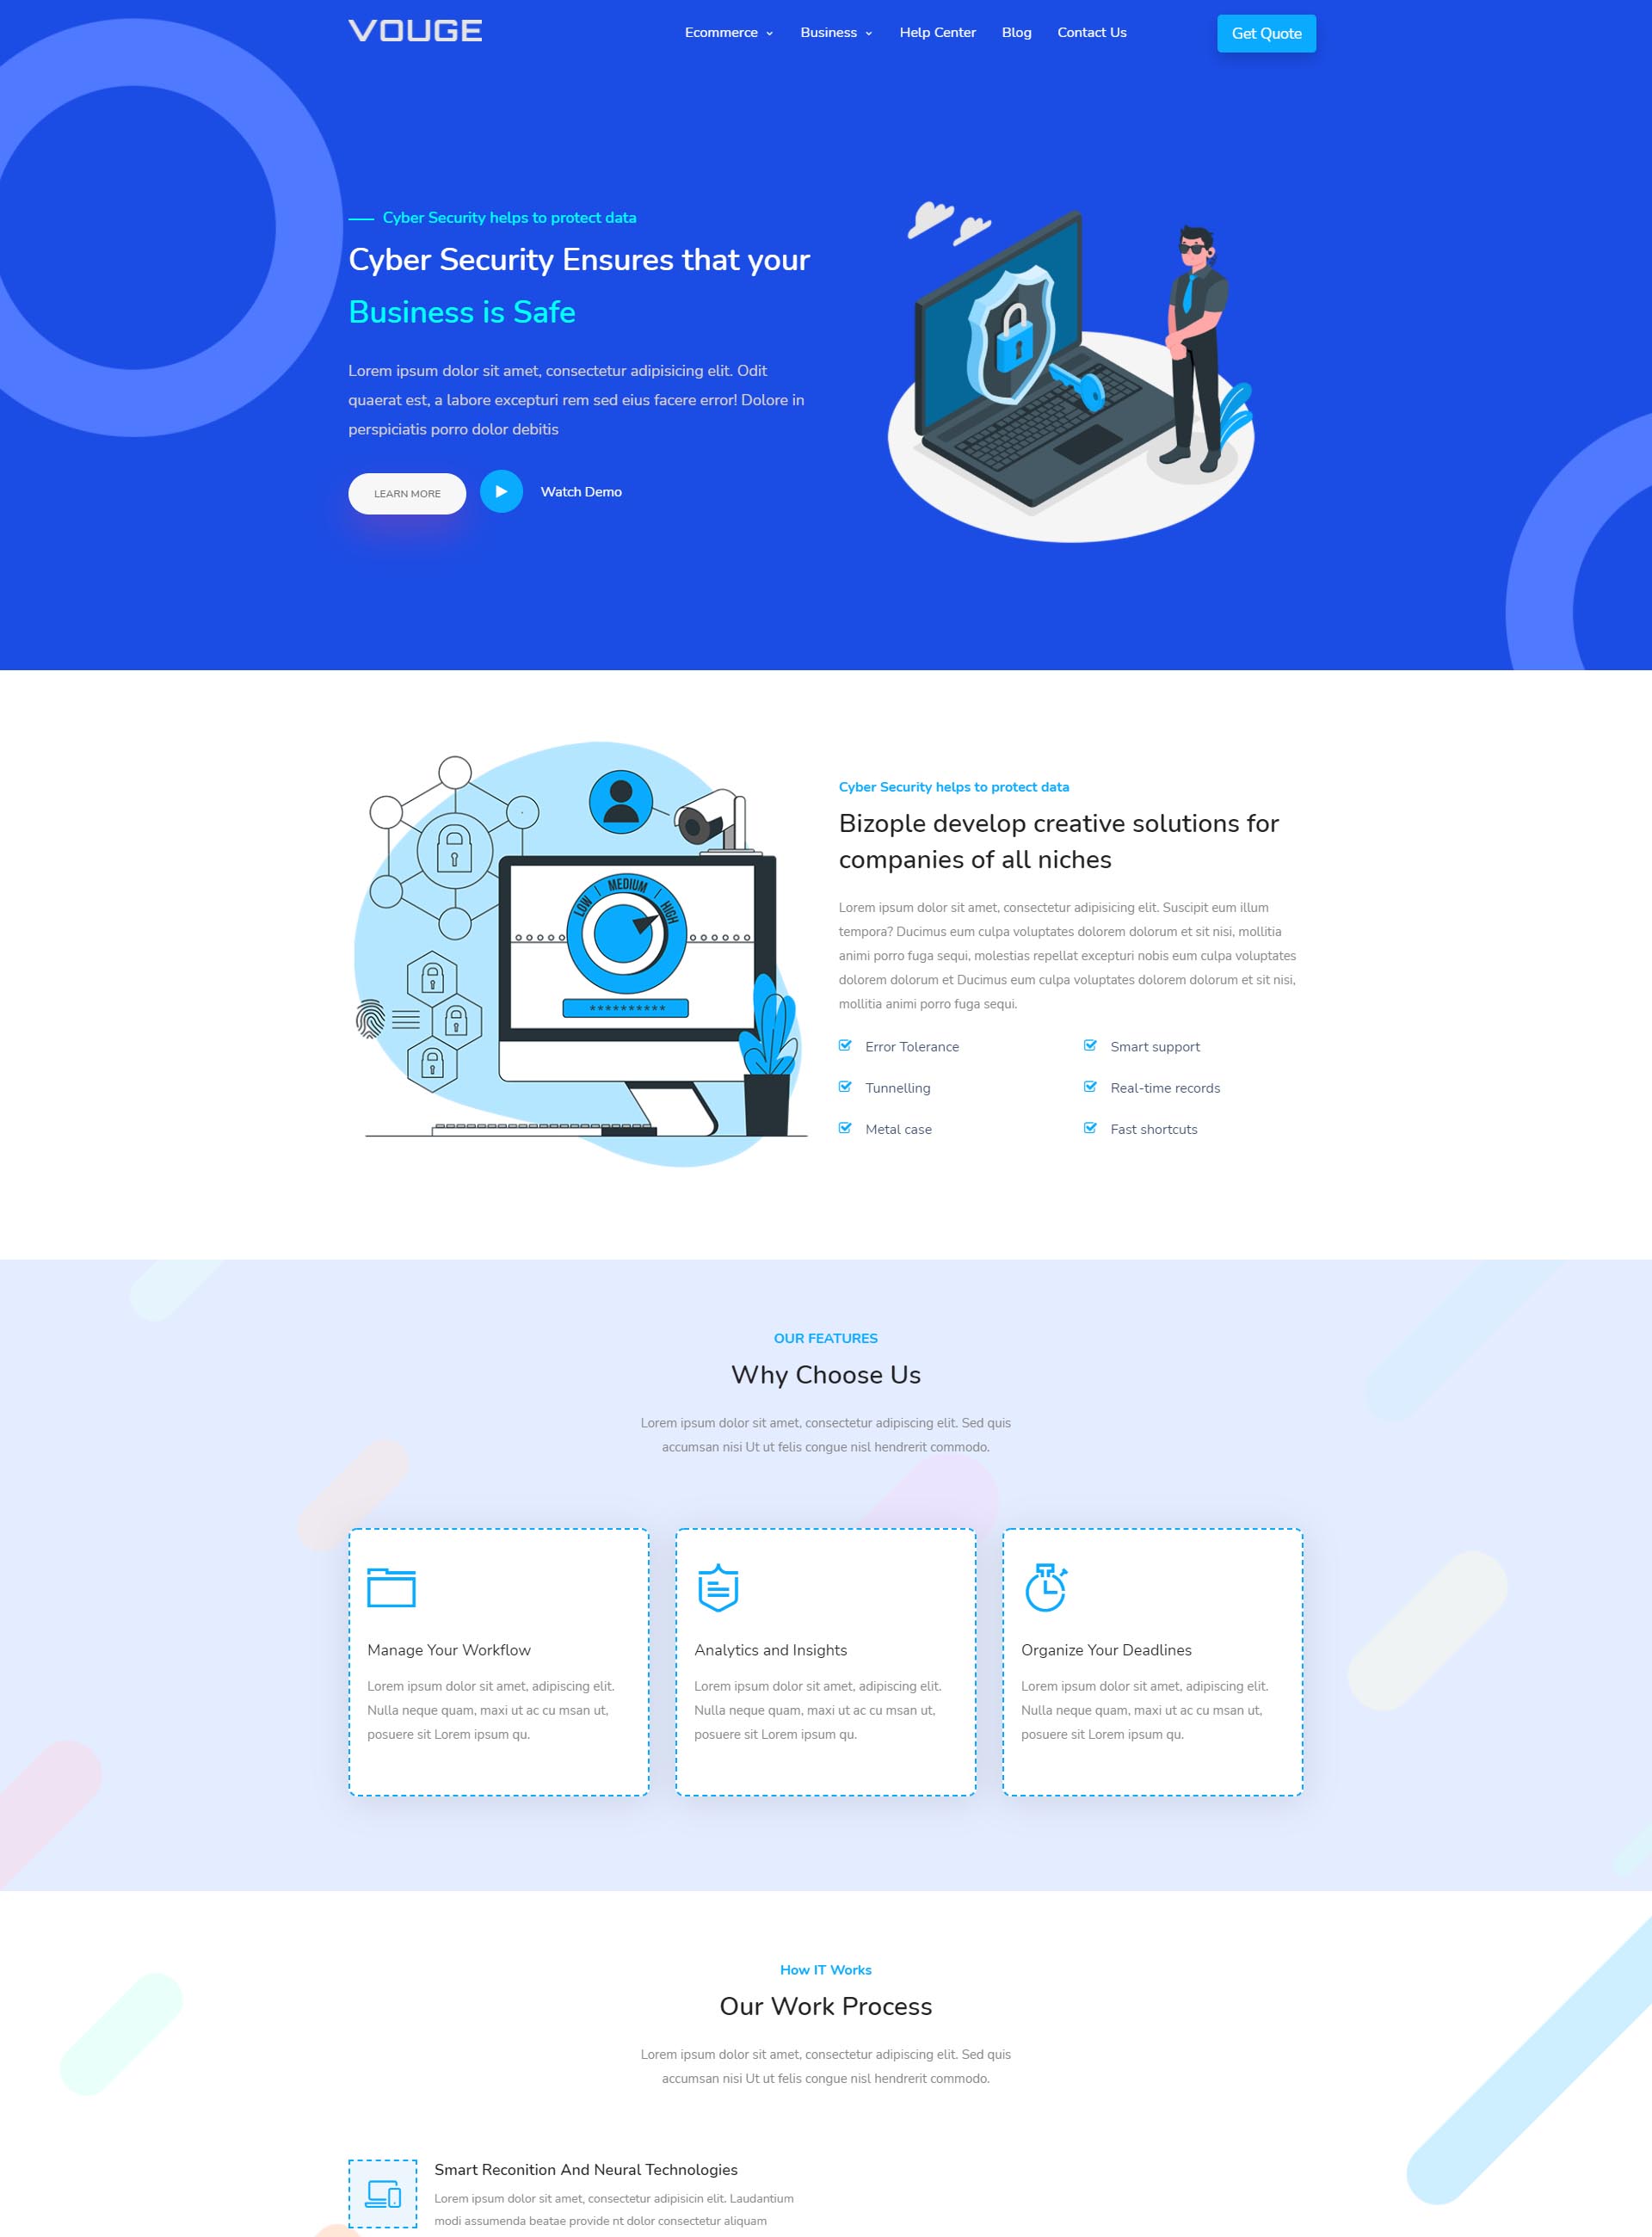 VOUGE
Ecommerce
Business
Help Center
Blog
Contact Us
Get Quote
Cyber Security helps to protect data
Cyber Security Ensures that your
Business is Safe
Lorem ipsum dolor sit amet, consectetur adipisicing elit. Odit
quaerat est, a labore excepturi rem sed eius facere error! Dolore in
perspiciatis porro dolor debitis
LEARN MORE
Watch Demo
LOW | MEDIUM | HIGH
**********
Cyber Security helps to protect data
Bizople develop creative solutions for
companies of all niches
Lorem ipsum dolor sit amet, consectetur adipisicing elit. Suscipit eum illum
tempora? Ducimus eum culpa voluptates dolorem dolorum et sit nisi, mollitia
animi porro fuga sequi, molestias repellat excepturi nobis eum culpa voluptates
dolorem dolorum et Ducimus eum culpa voluptates dolorem dolorum et sit nisi,
mollitia animi porro fuga sequi.
Error Tolerance
Smart support
Tunnelling
Real-time records
Metal case
Fast shortcuts
OUR FEATURES
Why Choose Us
Lorem ipsum dolor sit amet, consectetur adipiscing elit. Sed quis
accumsan nisi Ut ut felis congue nisl hendrerit commodo.
Manage Your Workflow
Lorem ipsum dolor sit amet, adipiscing elit.
Nulla neque quam, maxi ut ac cu msan ut,
posuere sit Lorem ipsum qu.
Analytics and Insights
Lorem ipsum dolor sit amet, adipiscing elit.
Nulla neque quam, maxi ut ac cu msan ut,
posuere sit Lorem ipsum qu.
Organize Your Deadlines
Lorem ipsum dolor sit amet, adipiscing elit.
Nulla neque quam, maxi ut ac cu msan ut,
posuere sit Lorem ipsum qu.
How IT Works
Our Work Process
Lorem ipsum dolor sit amet, consectetur adipiscing elit. Sed quis
accumsan nisi Ut ut felis congue nisl hendrerit commodo.
Smart Reconition And Neural Technologies
Lorem ipsum dolor sit amet, consectetur adipisicin elit. Laudantium
modi assumenda beatae provide nt dolor consectetur aliquam